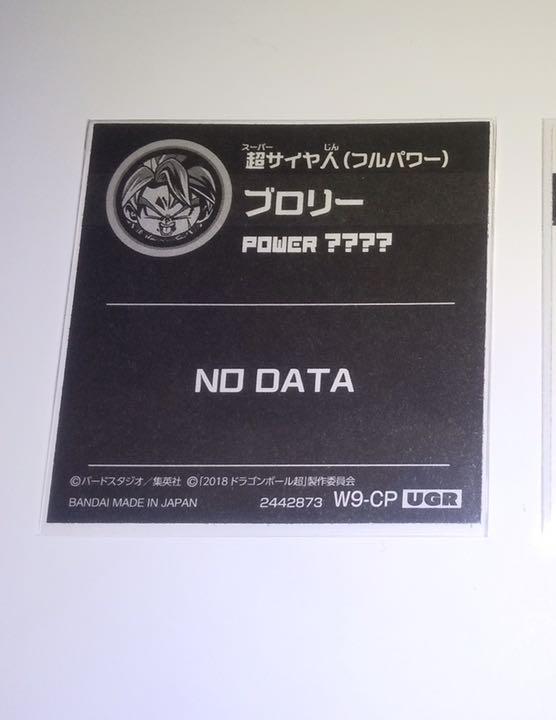 スーパー じん
超サイヤ人(フルパワー)
ブロリー
POWER ????
NO DATA
©バードスタジオ/集英社 ©「2018 ドラゴンボール超」製作委員会
BANDAI MADE IN JAPAN 2442873 W9-CP UGR